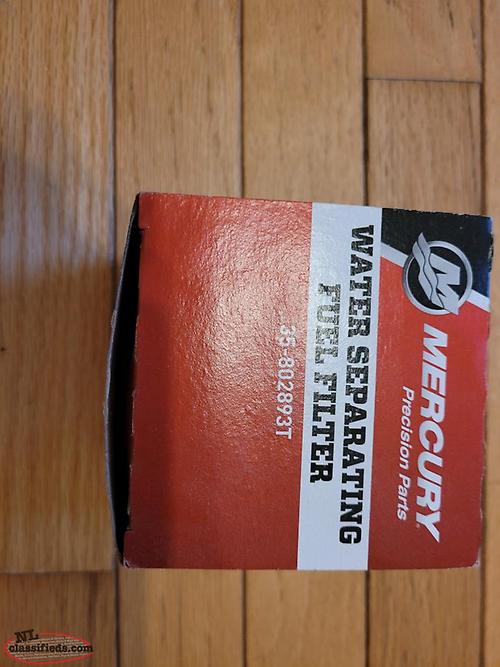 MERCURY
Precision Parts
WATER SEPARATING
FUEL FILTER
35-802893T
NL
classifieds.com